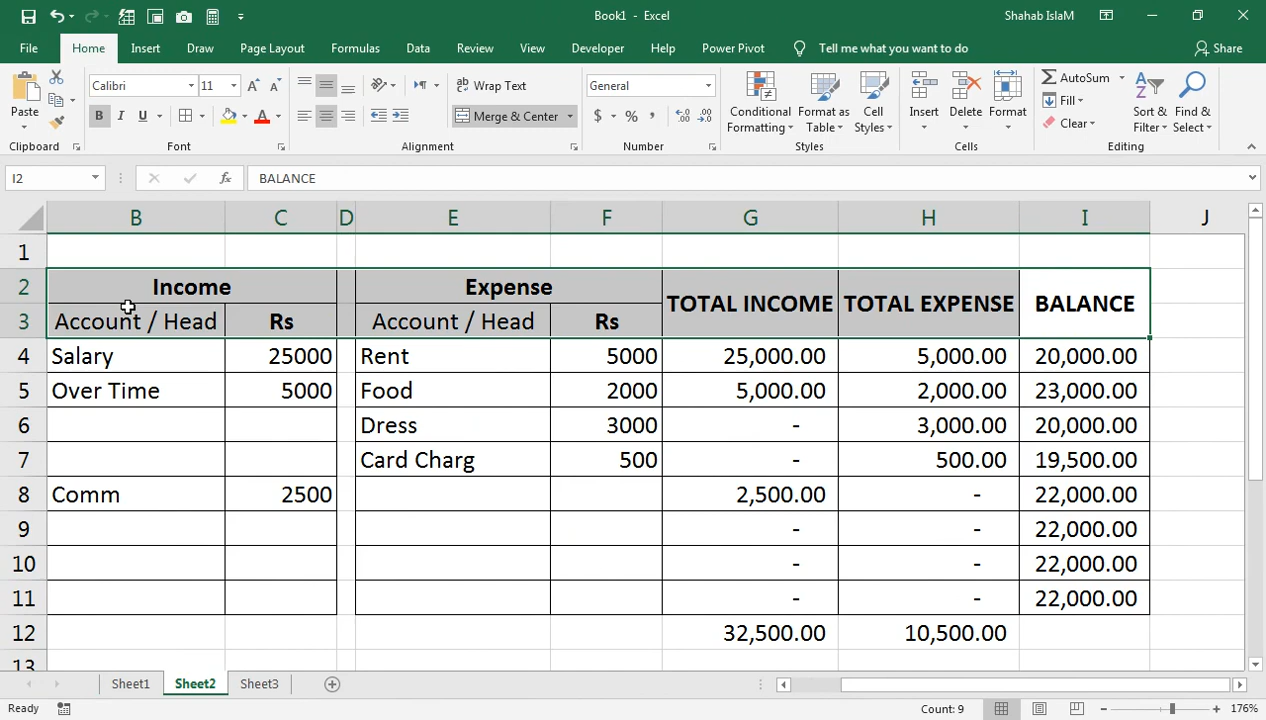 Book1 - Excel
Shahab IslaM
File Home Insert Draw Page Layout Formulas Data Review View Developer Help Power Pivot Tell me what you want to do Share
Paste
Calibri 11
B I U A
Wrap Text
Merge & Center
General
$ % ,
Conditional Formatting
Format as Table
Cell Styles
Insert Delete Format
AutoSum
Fill
Clear
Sort & Filter
Find & Select
Clipboard Font Alignment Number Styles Cells Editing
I2 fx BALANCE
B C D E F G H I J
1
2 Income Expense TOTAL INCOME TOTAL EXPENSE BALANCE
3 Account / Head Rs Account / Head Rs
4 Salary 25000 Rent 5000 25,000.00 5,000.00 20,000.00
5 Over Time 5000 Food 2000 5,000.00 2,000.00 23,000.00
6 Dress 3000 - 3,000.00 20,000.00
7 Card Charg 500 - 500.00 19,500.00
8 Comm 2500 2,500.00 - 22,000.00
9 - - 22,000.00
10 - - 22,000.00
11 - - 22,000.00
12 32,500.00 10,500.00
13
Sheet1 Sheet2 Sheet3
Ready Count: 9 176%